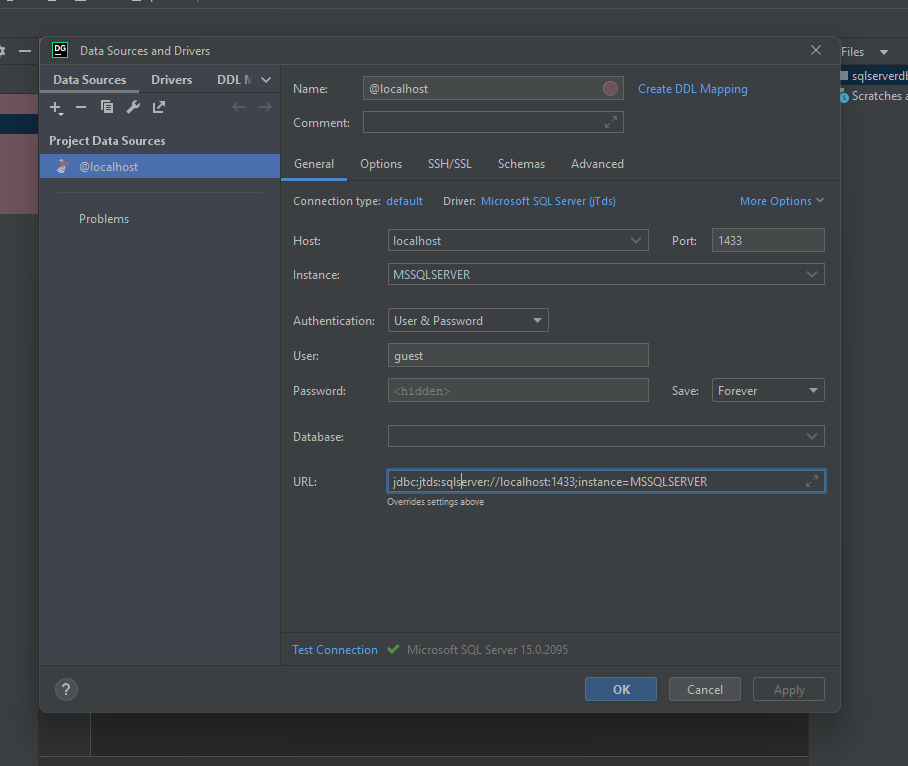 DG Data Sources and Drivers
Files
Data Sources Drivers DDL M
sqlserverdb
Scratches a
Name: @localhost Create DDL Mapping
Comment:
Project Data Sources
@localhost
Problems
General Options SSH/SSL Schemas Advanced
Connection type: default Driver: Microsoft SQL Server (jTds) More Options
Host: localhost Port: 1433
Instance: MSSQLSERVER
Authentication: User & Password
User: guest
Password: <hidden> Save: Forever
Database:
URL: jdbc:jtds:sqlserver://localhost:1433;instance=MSSQLSERVER
Overrides settings above
Test Connection Microsoft SQL Server 15.0.2095
? OK Cancel Apply